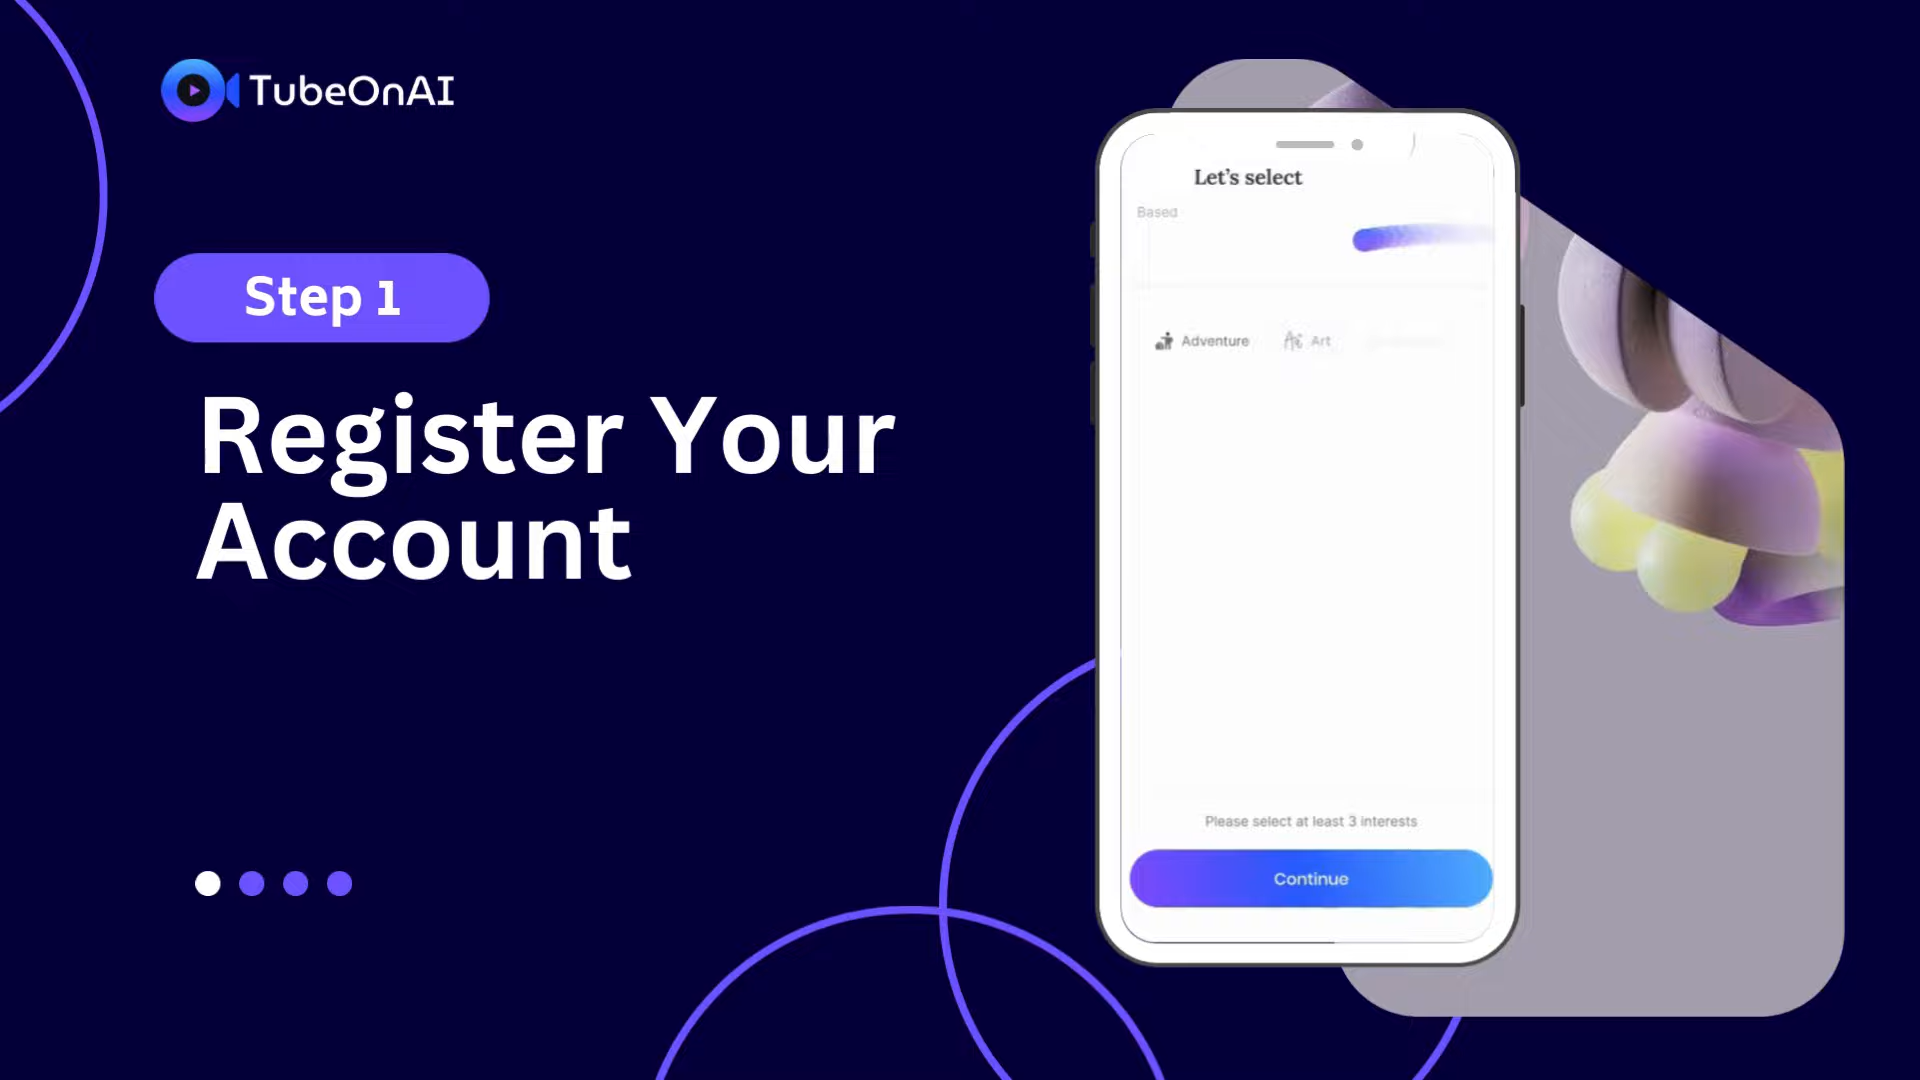 TubeOnAI
Step 1
Register Your
Account
Let's select
Based
Adventure
Art
Please select at least 3 interests
Continue